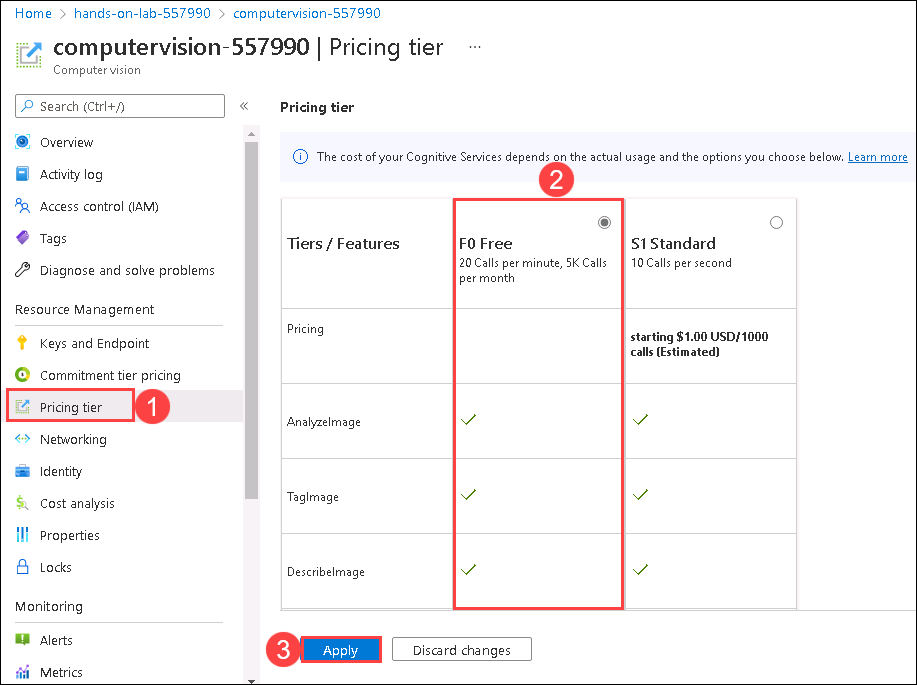 Home > hands-on-lab-557990 > computervision-557990
computervision-557990 | Pricing tier ...
Computer vision
Search (Ctrl+/)
«
Overview
Activity log
Access control (IAM)
Tags
Diagnose and solve problems
Resource Management
Keys and Endpoint
Commitment tier pricing
Pricing tier
1
Networking
Identity
Cost analysis
Properties
Locks
Monitoring
Alerts
Metrics
Pricing tier
The cost of your Cognitive Services depends on the actual usage and the options you choose below. Learn more
2
Tiers / Features
F0 Free
20 Calls per minute, 5K Calls
per month
S1 Standard
10 Calls per second
Pricing
starting $1.00 USD/1000
calls (Estimated)
AnalyzeImage
TagImage
DescribeImage
3
Apply
Discard changes